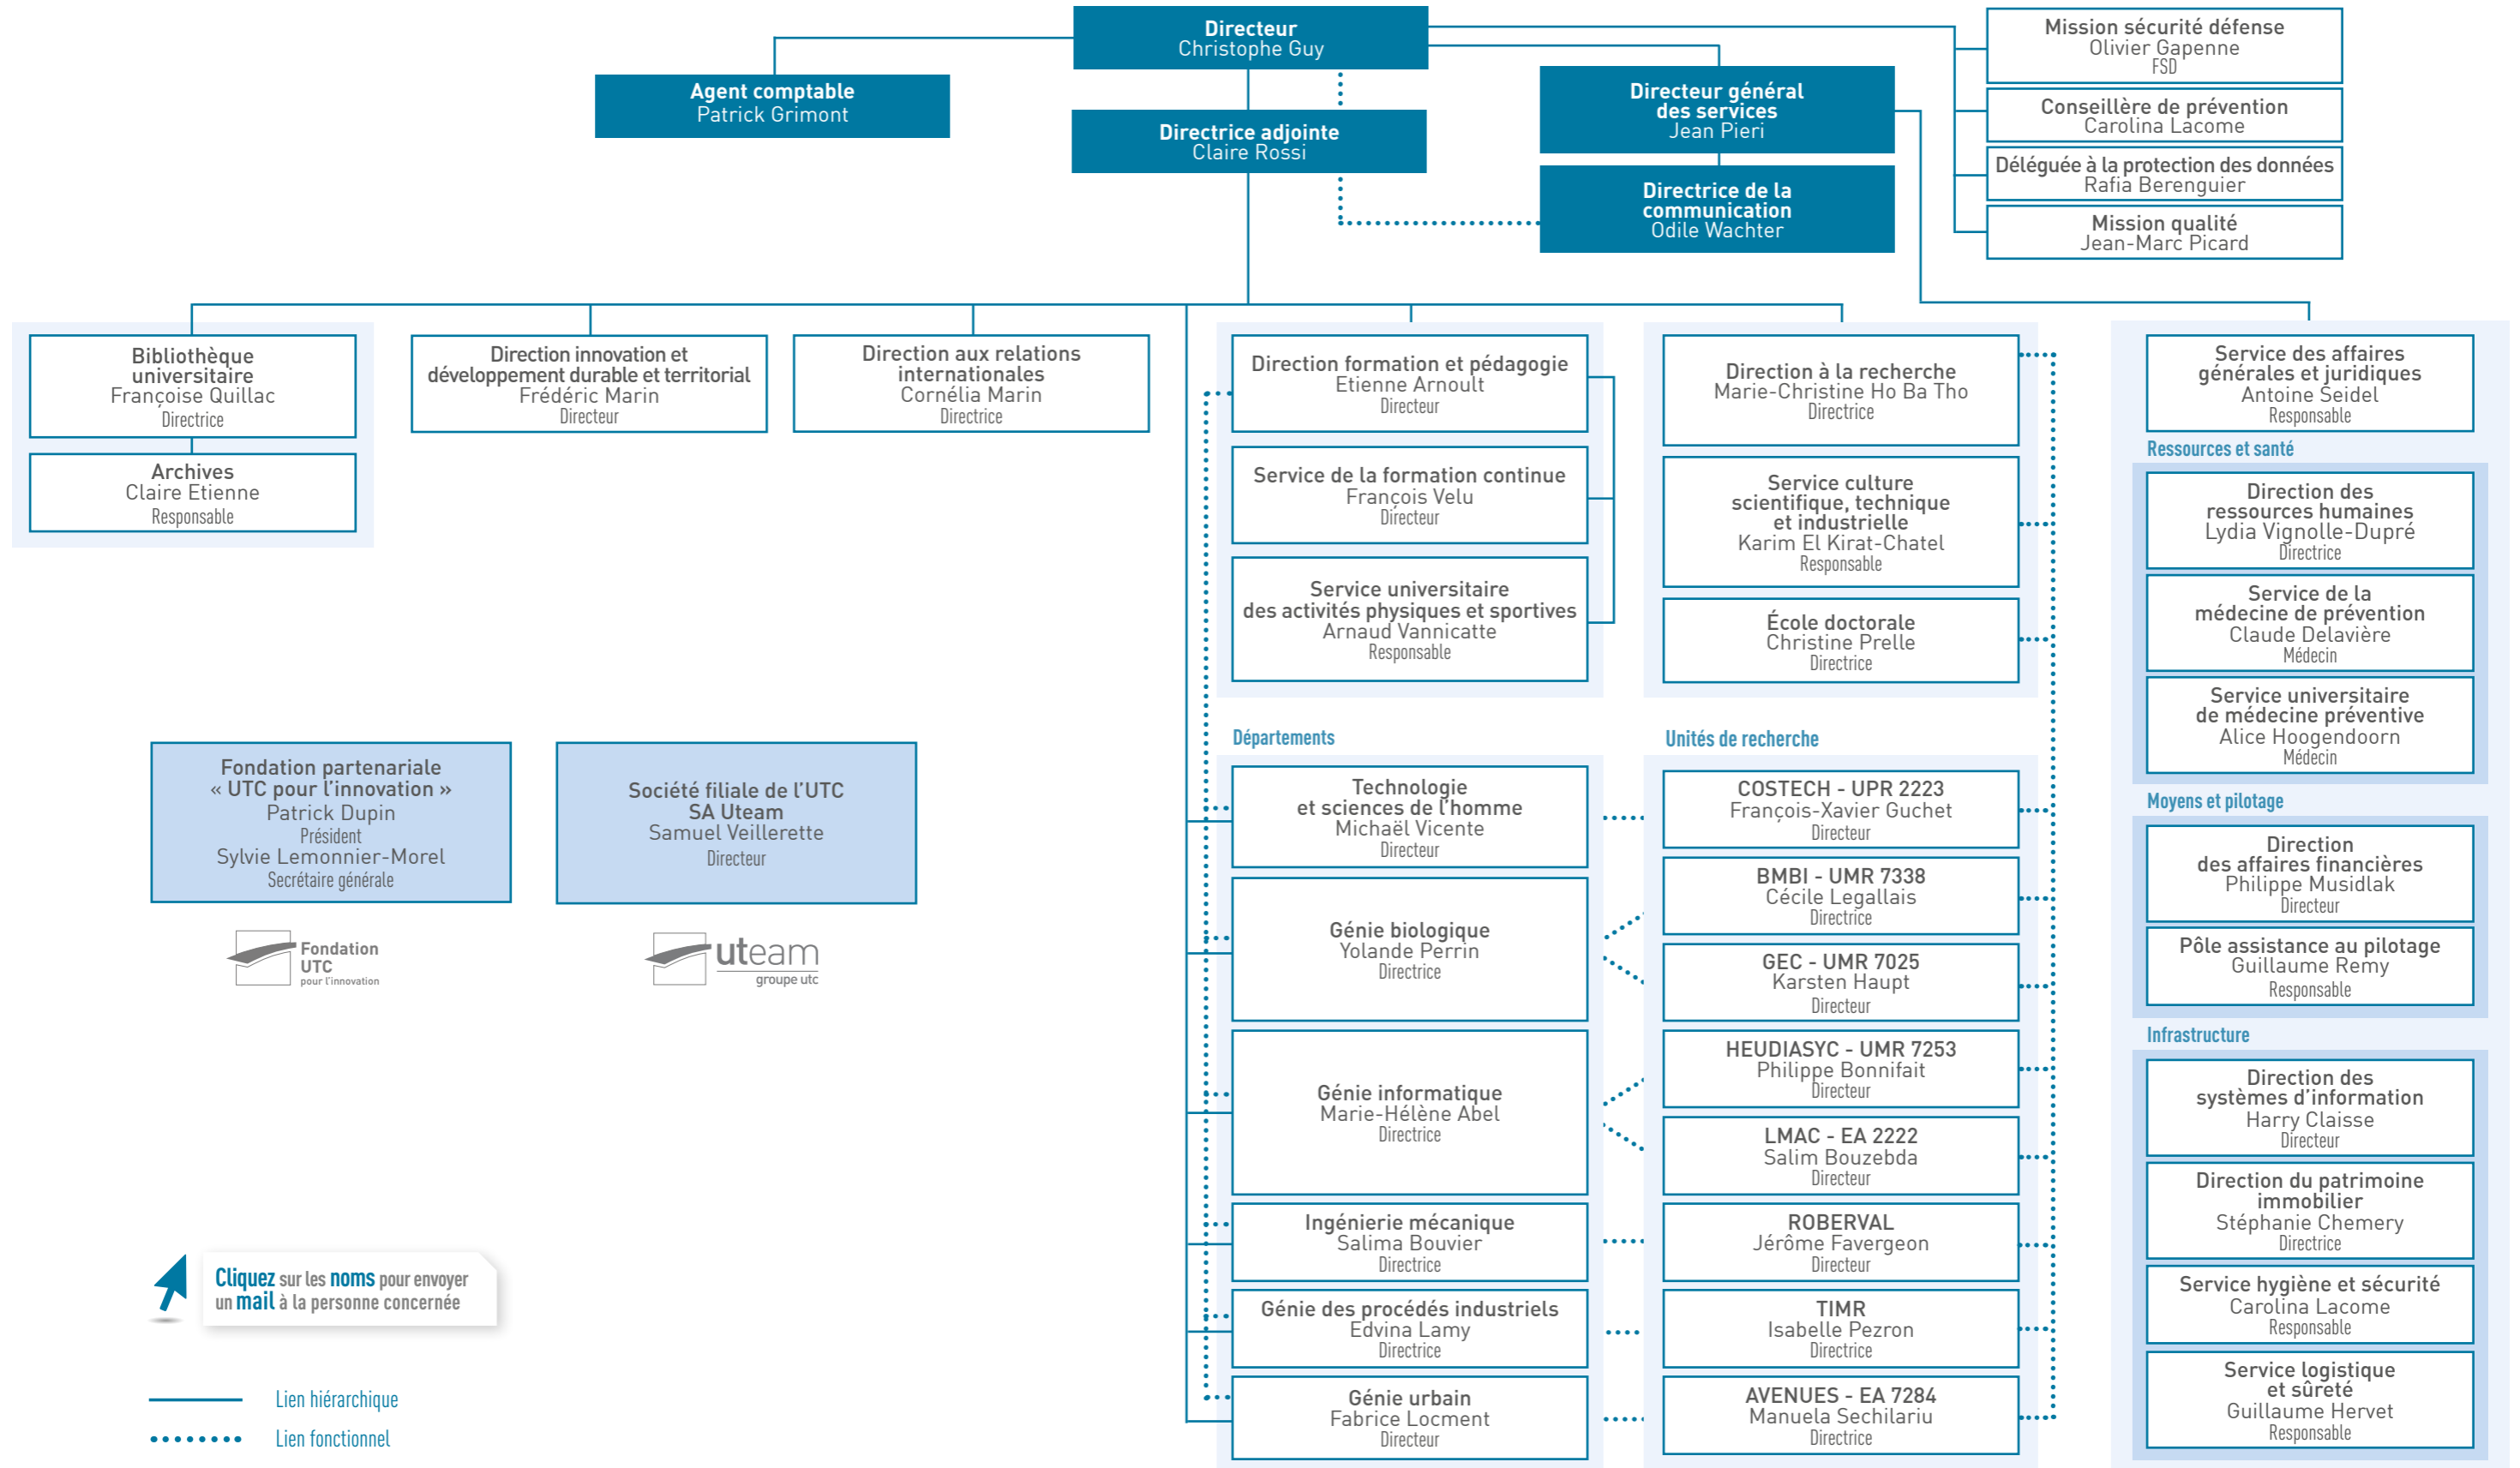 Directeur
Christophe Guy
Agent comptable
Patrick Grimont
Directrice adjointe
Claire Rossi
Directeur général
des services
Jean Pieri
Directrice de la
communication
Odile Wachter
Mission sécurité défense
Olivier Gapenne
FSD
Conseillère de prévention
Carolina Lacome
Déléguée à la protection des données
Rafia Berenguier
Mission qualité
Jean-Marc Picard
Bibliothèque
universitaire
Françoise Quillac
Directrice
Archives
Claire Etienne
Responsable
Direction innovation et
développement durable et territorial
Frédéric Marin
Directeur
Direction aux relations
internationales
Cornélia Marin
Directrice
Direction formation et pédagogie
Etienne Arnoult
Directeur
Service de la formation continue
François Velu
Directeur
Service universitaire
des activités physiques et sportives
Arnaud Vannicatte
Responsable
Direction à la recherche
Marie-Christine Ho Ba Tho
Directrice
Service culture
scientifique, technique
et industrielle
Karim El Kirat-Chatel
Responsable
École doctorale
Christine Prelle
Directrice
Service des affaires
générales et juridiques
Antoine Seidel
Responsable
Ressources et santé
Direction des
ressources humaines
Lydia Vignolle-Dupré
Directrice
Service de la
médecine de prévention
Claude Delavière
Médecin
Service universitaire
de médecine préventive
Alice Hoogendoorn
Médecin
Moyens et pilotage
Direction
des affaires financières
Philippe Musidlak
Directeur
Pôle assistance au pilotage
Guillaume Remy
Responsable
Infrastructure
Direction des
systèmes d'information
Harry Claisse
Directeur
Direction du patrimoine
immobilier
Stéphanie Chemery
Directrice
Service hygiène et sécurité
Carolina Lacome
Responsable
Service logistique
et sûreté
Guillaume Hervet
Responsable
Départements
Technologie
et sciences de l'homme
Michaël Vicente
Directeur
Génie biologique
Yolande Perrin
Directrice
Génie informatique
Marie-Hélène Abel
Directrice
Ingénierie mécanique
Salima Bouvier
Directrice
Génie des procédés industriels
Edvina Lamy
Directrice
Génie urbain
Fabrice Locment
Directeur
Unités de recherche
COSTECH - UPR 2223
François-Xavier Guchet
Directeur
BMBI - UMR 7338
Cécile Legallais
Directrice
GEC - UMR 7025
Karsten Haupt
Directeur
HEUDIASYC - UMR 7253
Philippe Bonnifait
Directeur
LMAC - EA 2222
Salim Bouzebda
Directeur
ROBERVAL
Jérôme Favergeon
Directeur
TIMR
Isabelle Pezron
Directrice
AVENUES - EA 7284
Manuela Sechilariu
Directrice
Fondation partenariale
« UTC pour l'innovation »
Patrick Dupin
Président
Sylvie Lemonnier-Morel
Secrétaire générale
Société filiale de l'UTC
SA Uteam
Samuel Veillerette
Directeur
Fondation
UTC
pour l'innovation
uteam
groupe utc
Cliquez sur les noms pour envoyer
un mail à la personne concernée
Lien hiérarchique
Lien fonctionnel